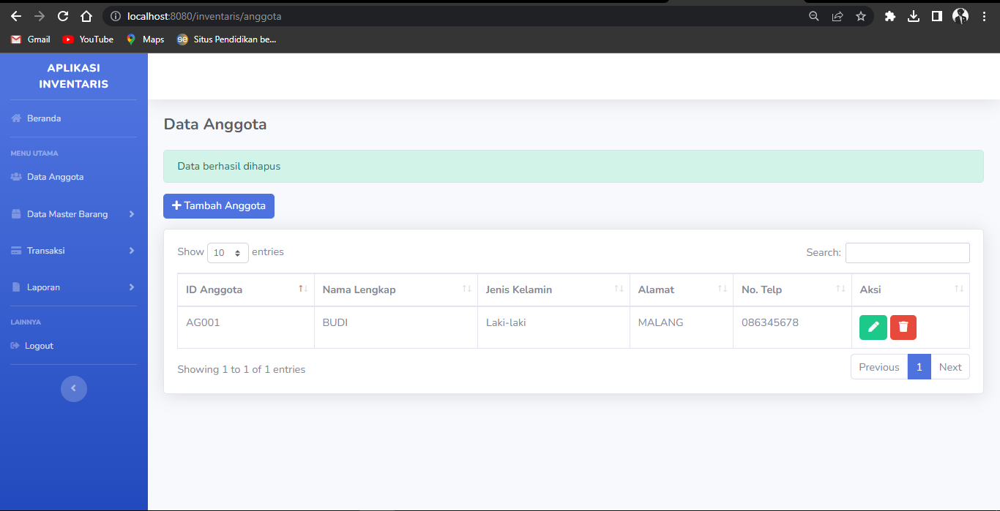 localhost:8080/inventaris/anggota
Gmail YouTube Maps Situs Pendidikan be...
APLIKASI
INVENTARIS
Beranda
MENU UTAMA
Data Anggota
Data Master Barang
Transaksi
Laporan
LAINNYA
Logout
Data Anggota
Data berhasil dihapus
Tambah Anggota
Show 10 entries Search:
ID Anggota Nama Lengkap Jenis Kelamin Alamat No. Telp Aksi
AG001 BUDI Laki-laki MALANG 086345678
Showing 1 to 1 of 1 entries Previous 1 Next